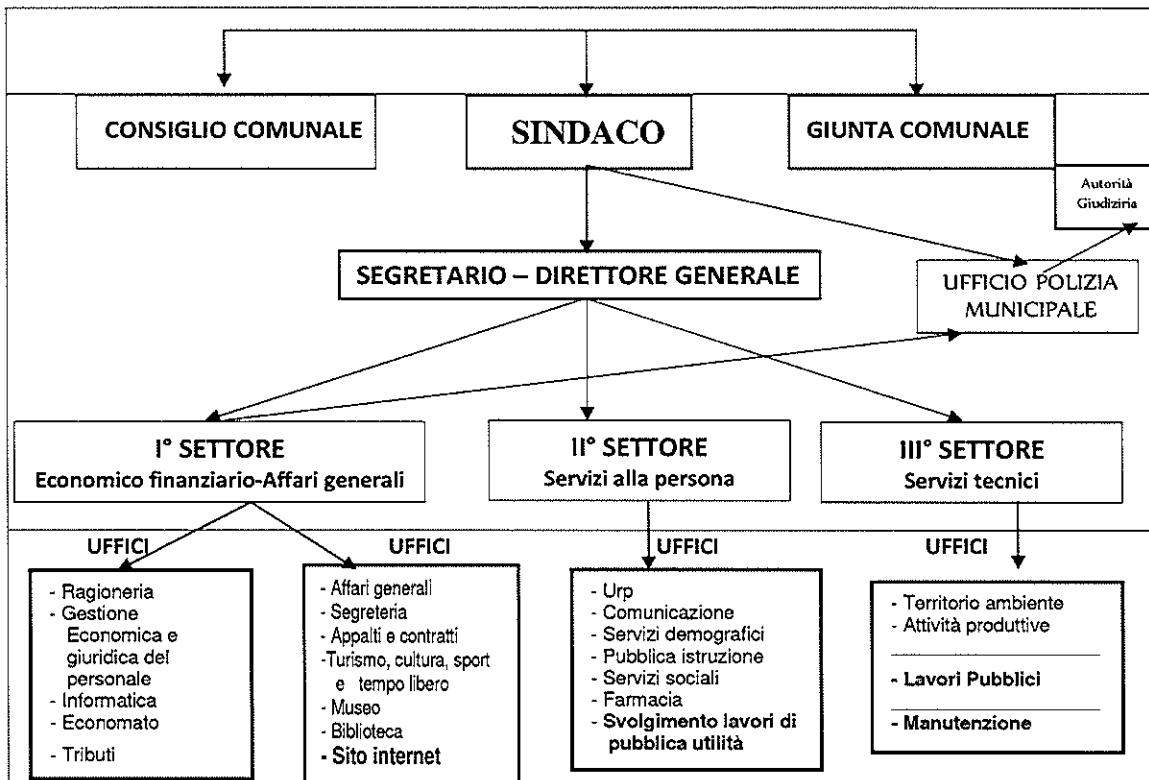 CONSIGLIO COMUNALE
SINDACO
GIUNTA COMUNALE
Autorità
Giudiziria
SEGRETARIO – DIRETTORE GENERALE
UFFICIO POLIZIA
MUNICIPALE
I° SETTORE
Economico finanziario-Affari generali
II° SETTORE
Servizi alla persona
III° SETTORE
Servizi tecnici
UFFICI
- Ragioneria
- Gestione
Economica e
giuridica del
personale
- Informatica
- Economato
- Tributi
UFFICI
- Affari generali
- Segreteria
- Appalti e contratti
-Turismo, cultura, sport
e tempo libero
- Museo
- Biblioteca
- Sito internet
UFFICI
- Urp
- Comunicazione
- Servizi demografici
- Pubblica istruzione
- Servizi sociali
- Farmacia
- Svolgimento lavori di
pubblica utilità
UFFICI
- Territorio ambiente
- Attività produttive
- Lavori Pubblici
- Manutenzione